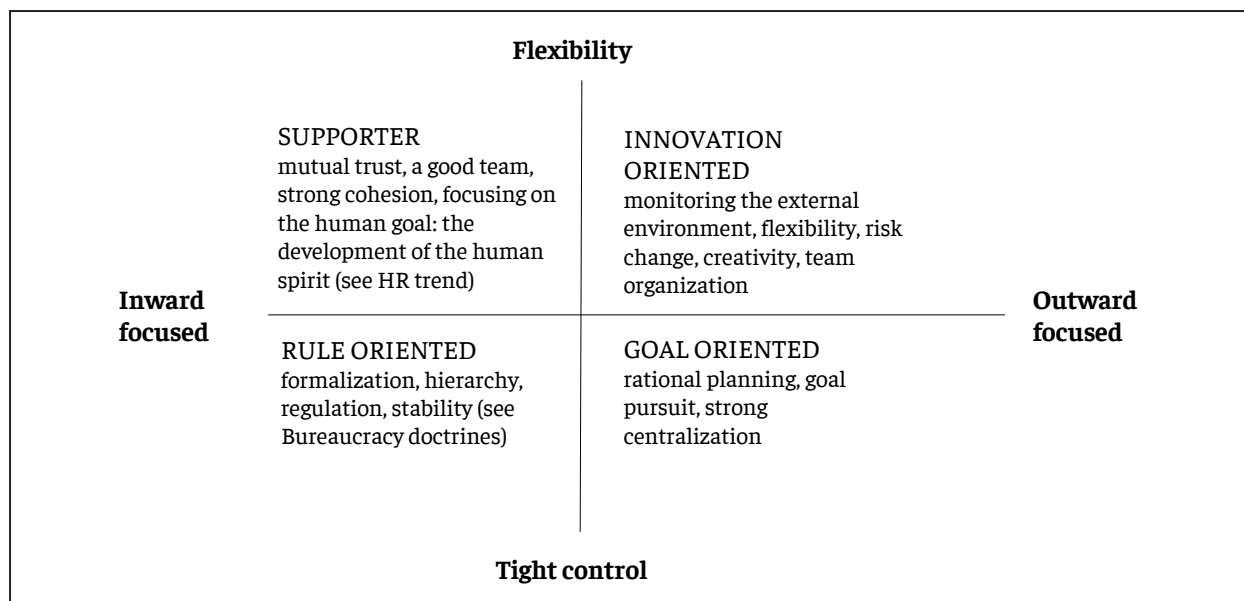 Flexibility
SUPPORTER
mutual trust, a good team,
strong cohesion, focusing on
the human goal: the
development of the human
spirit (see HR trend)
INNOVATION
ORIENTED
monitoring the external
environment, flexibility, risk
change, creativity, team
organization
Inward
focused
Outward
focused
RULE ORIENTED
formalization, hierarchy,
regulation, stability (see
Bureaucracy doctrines)
GOAL ORIENTED
rational planning, goal
pursuit, strong
centralization
Tight control